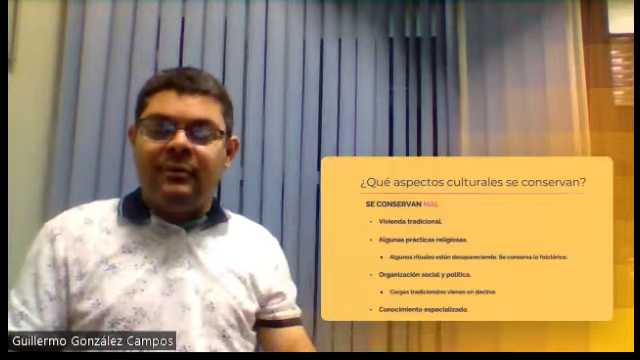 ¿Qué aspectos culturales se conservan?
SE CONSERVAN MAL
• Vivienda tradicional.
• Algunas prácticas religiosas.
• Algunos rituales están desapareciendo. Se conserva lo folclórico.
• Organización social y política.
• Cargos tradicionales vienen en declive
• Conocimiento especializado.
Guillermo González Campos